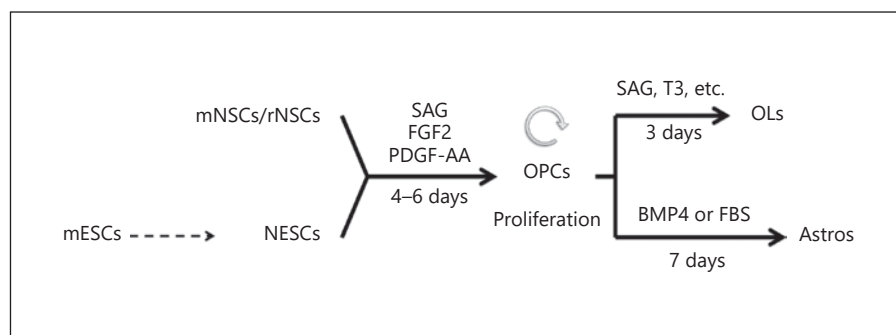 mNSCs/rNSCs
mESCs
NESCs
SAG
FGF2
PDGF-AA
4–6 days
OPCs
Proliferation
SAG, T3, etc.
3 days
OLs
BMP4 or FBS
7 days
Astros